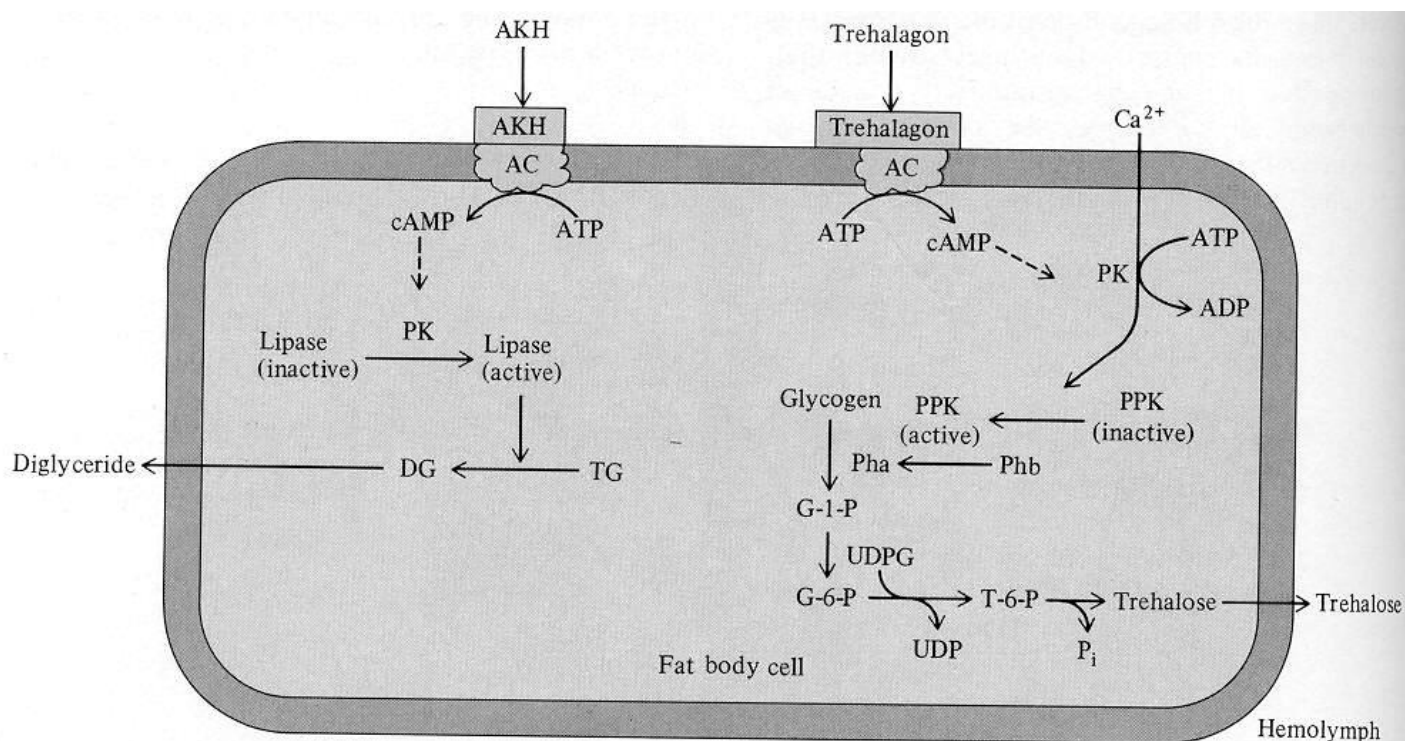 AKH
Trehalagon
AKH
Trehalagon
Ca2+
AC
AC
cAMP
ATP
ATP
cAMP
PK
ATP
ADP
PK
Lipase
(inactive)
Lipase
(active)
Glycogen
PPK
(active)
PPK
(inactive)
Diglyceride
DG
TG
Pha
Phb
G-1-P
UDPG
G-6-P
T-6-P
Trehalose
Trehalose
UDP
Pi
Fat body cell
Hemolymph